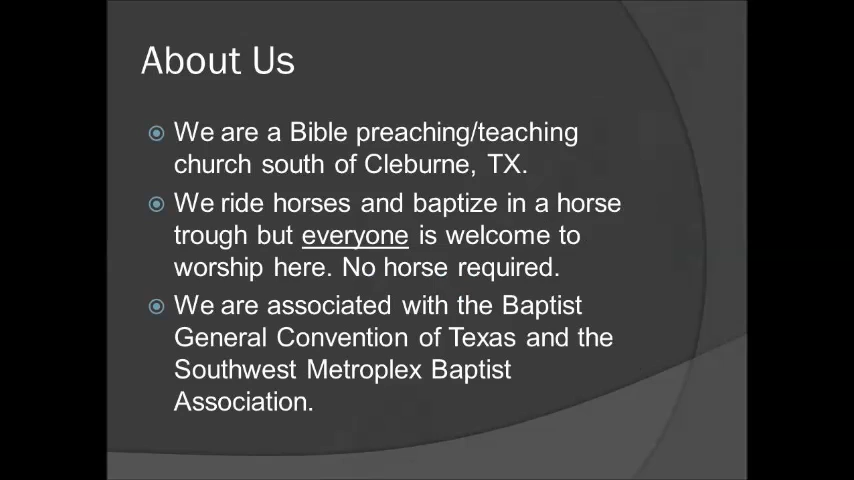 About Us
We are a Bible preaching/teaching
church south of Cleburne, TX.
We ride horses and baptize in a horse
trough but everyone is welcome to
worship here. No horse required.
We are associated with the Baptist
General Convention of Texas and the
Southwest Metroplex Baptist
Association.